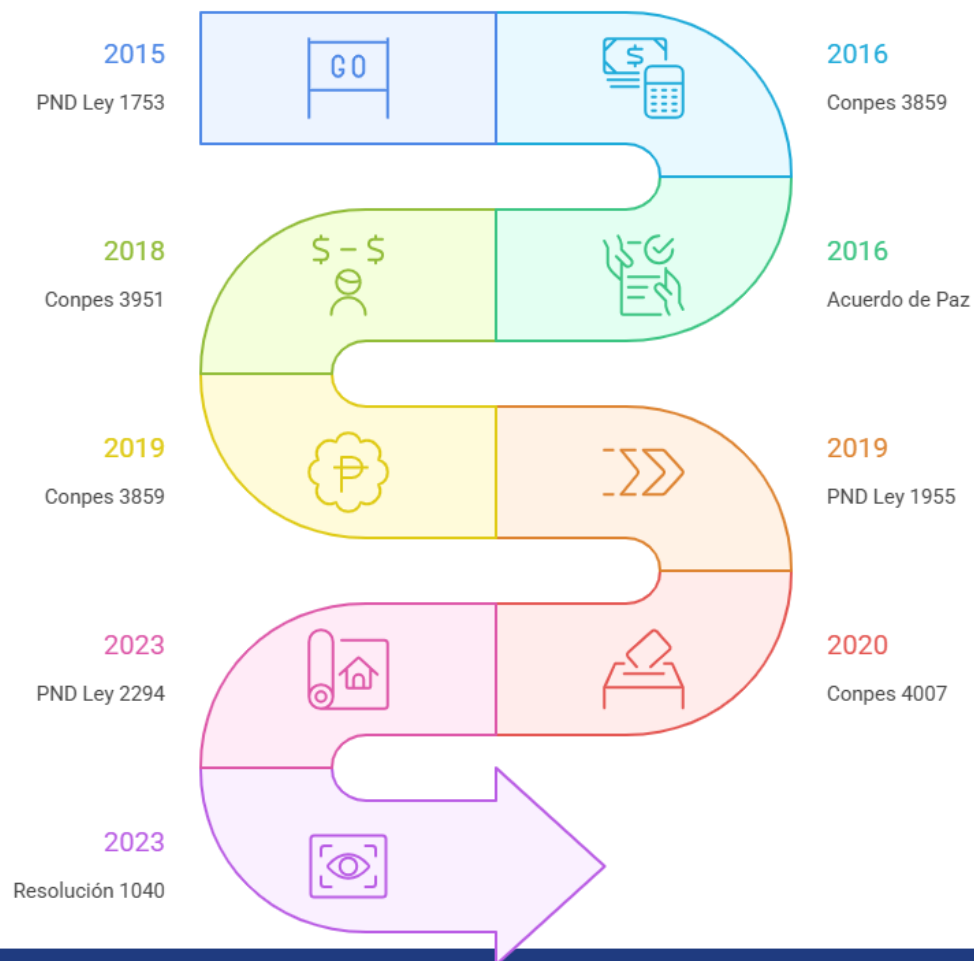 2015
PND Ley 1753
GO
$
2016
Conpes 3859
2018
Conpes 3951
$ – $
2016
Acuerdo de Paz
2019
Conpes 3859
₱
2019
PND Ley 1955
2023
PND Ley 2294
2020
Conpes 4007
2023
Resolución 1040